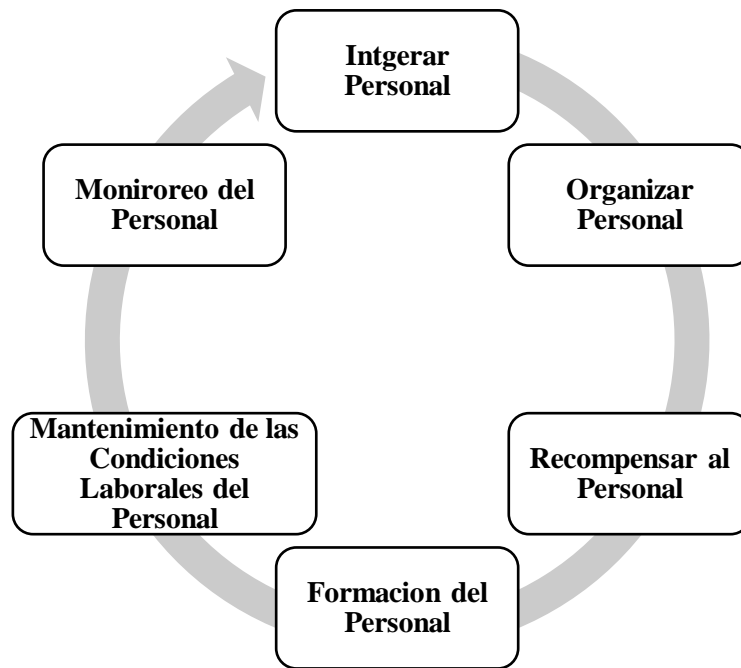 Intgerar
Personal
Organizar
Personal
Recompensar al
Personal
Formacion del
Personal
Mantenimiento de las
Condiciones
Laborales del
Personal
Moniroreo del
Personal